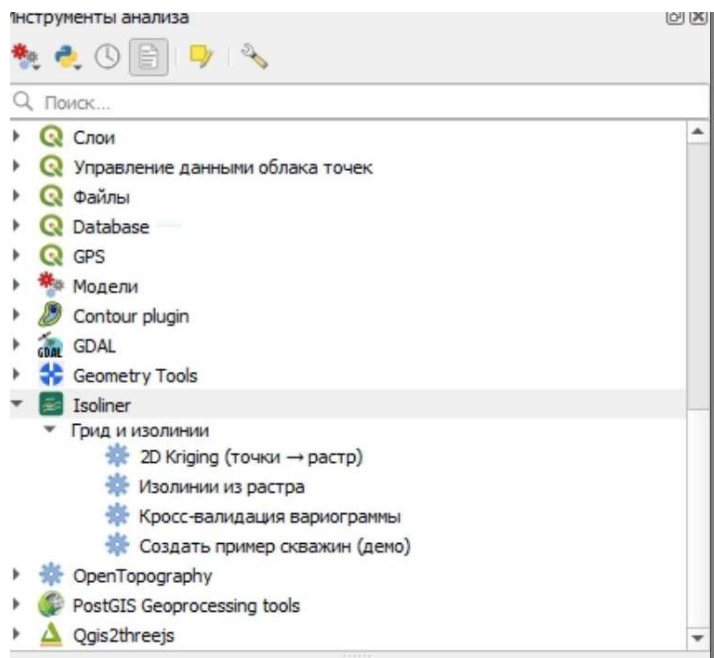 Инструменты анализа
Поиск...
Слои
Управление данными облака точек
Файлы
Database
GPS
Модели
Contour plugin
GDAL
Geometry Tools
Isoliner
Грид и изолинии
2D Kriging (точки → растр)
Изолинии из растра
Кросс-валидация вариограммы
Создать пример скважин (демо)
OpenTopography
PostGIS Geoprocessing tools
Qgis2threejs